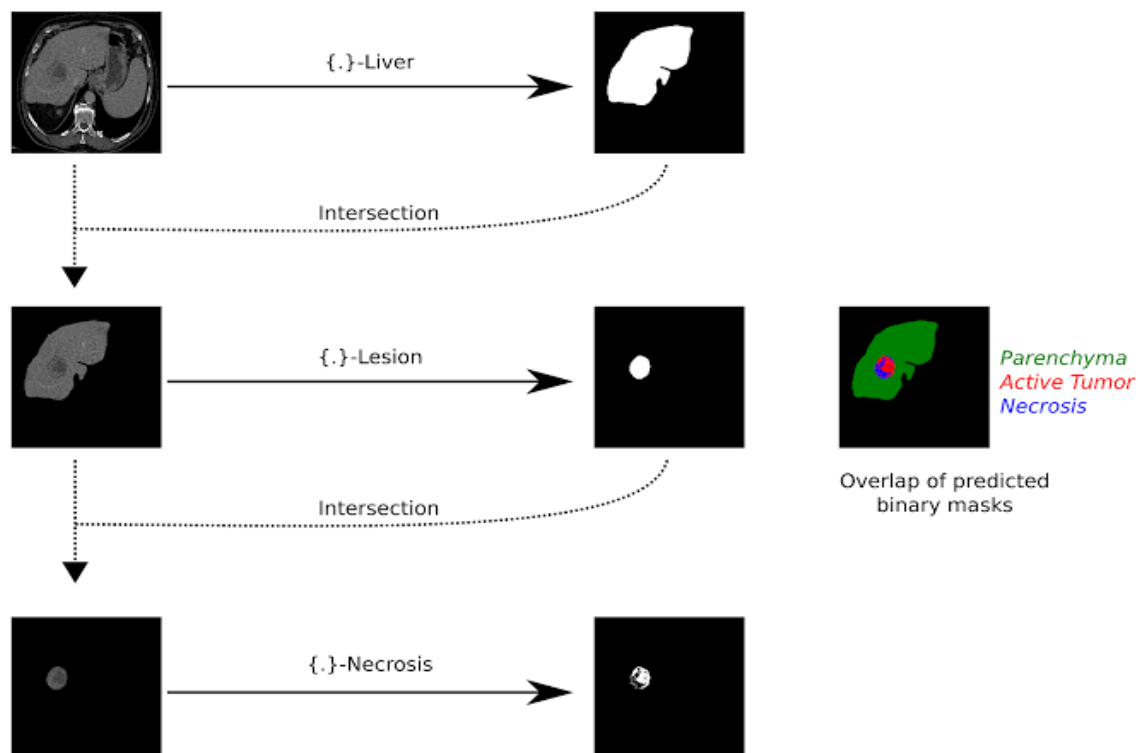 {.}-Liver
Intersection
{.}-Lesion
Parenchyma
Active Tumor
Necrosis
Overlap of predicted
binary masks
Intersection
{.}-Necrosis